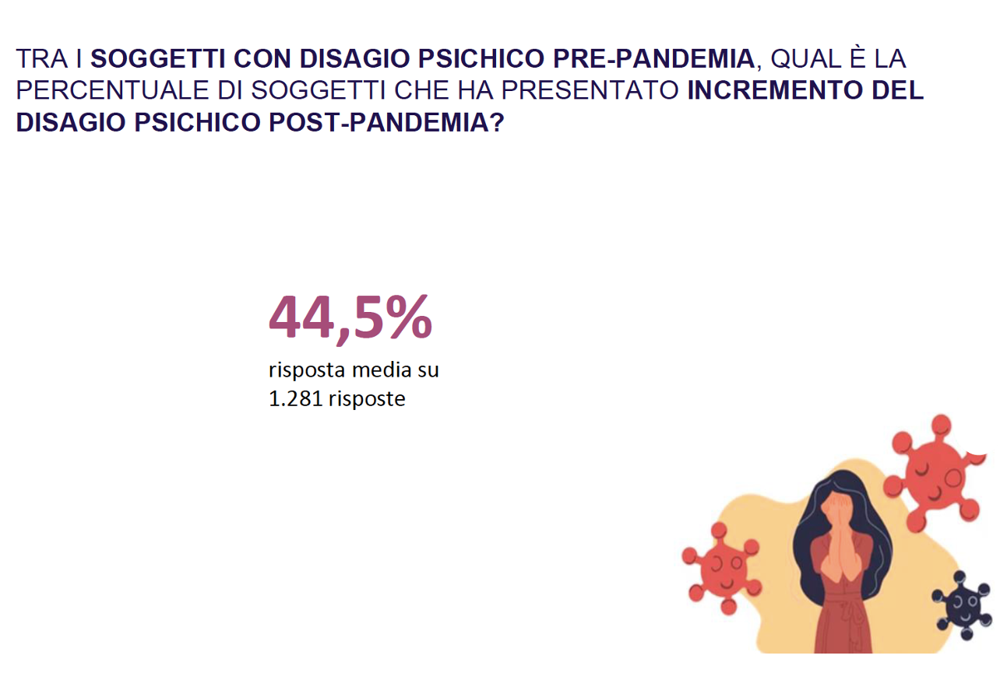 TRA I SOGGETTI CON DISAGIO PSICHICO PRE-PANDEMIA, QUAL È LA
PERCENTUALE DI SOGGETTI CHE HA PRESENTATO INCREMENTO DEL
DISAGIO PSICHICO POST-PANDEMIA?
44,5%
risposta media su
1.281 risposte